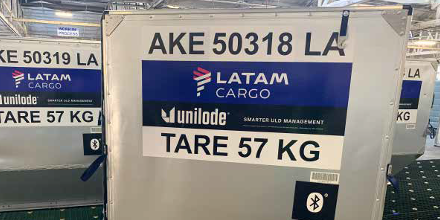 AKE 50318 LA
LATAM
CARGO
unilode
SMARTER ULD MANAGEMENT
TARE 57 KG
AKE 50319 LA
LATAM
CARGO
unilode
TARE 57 KG